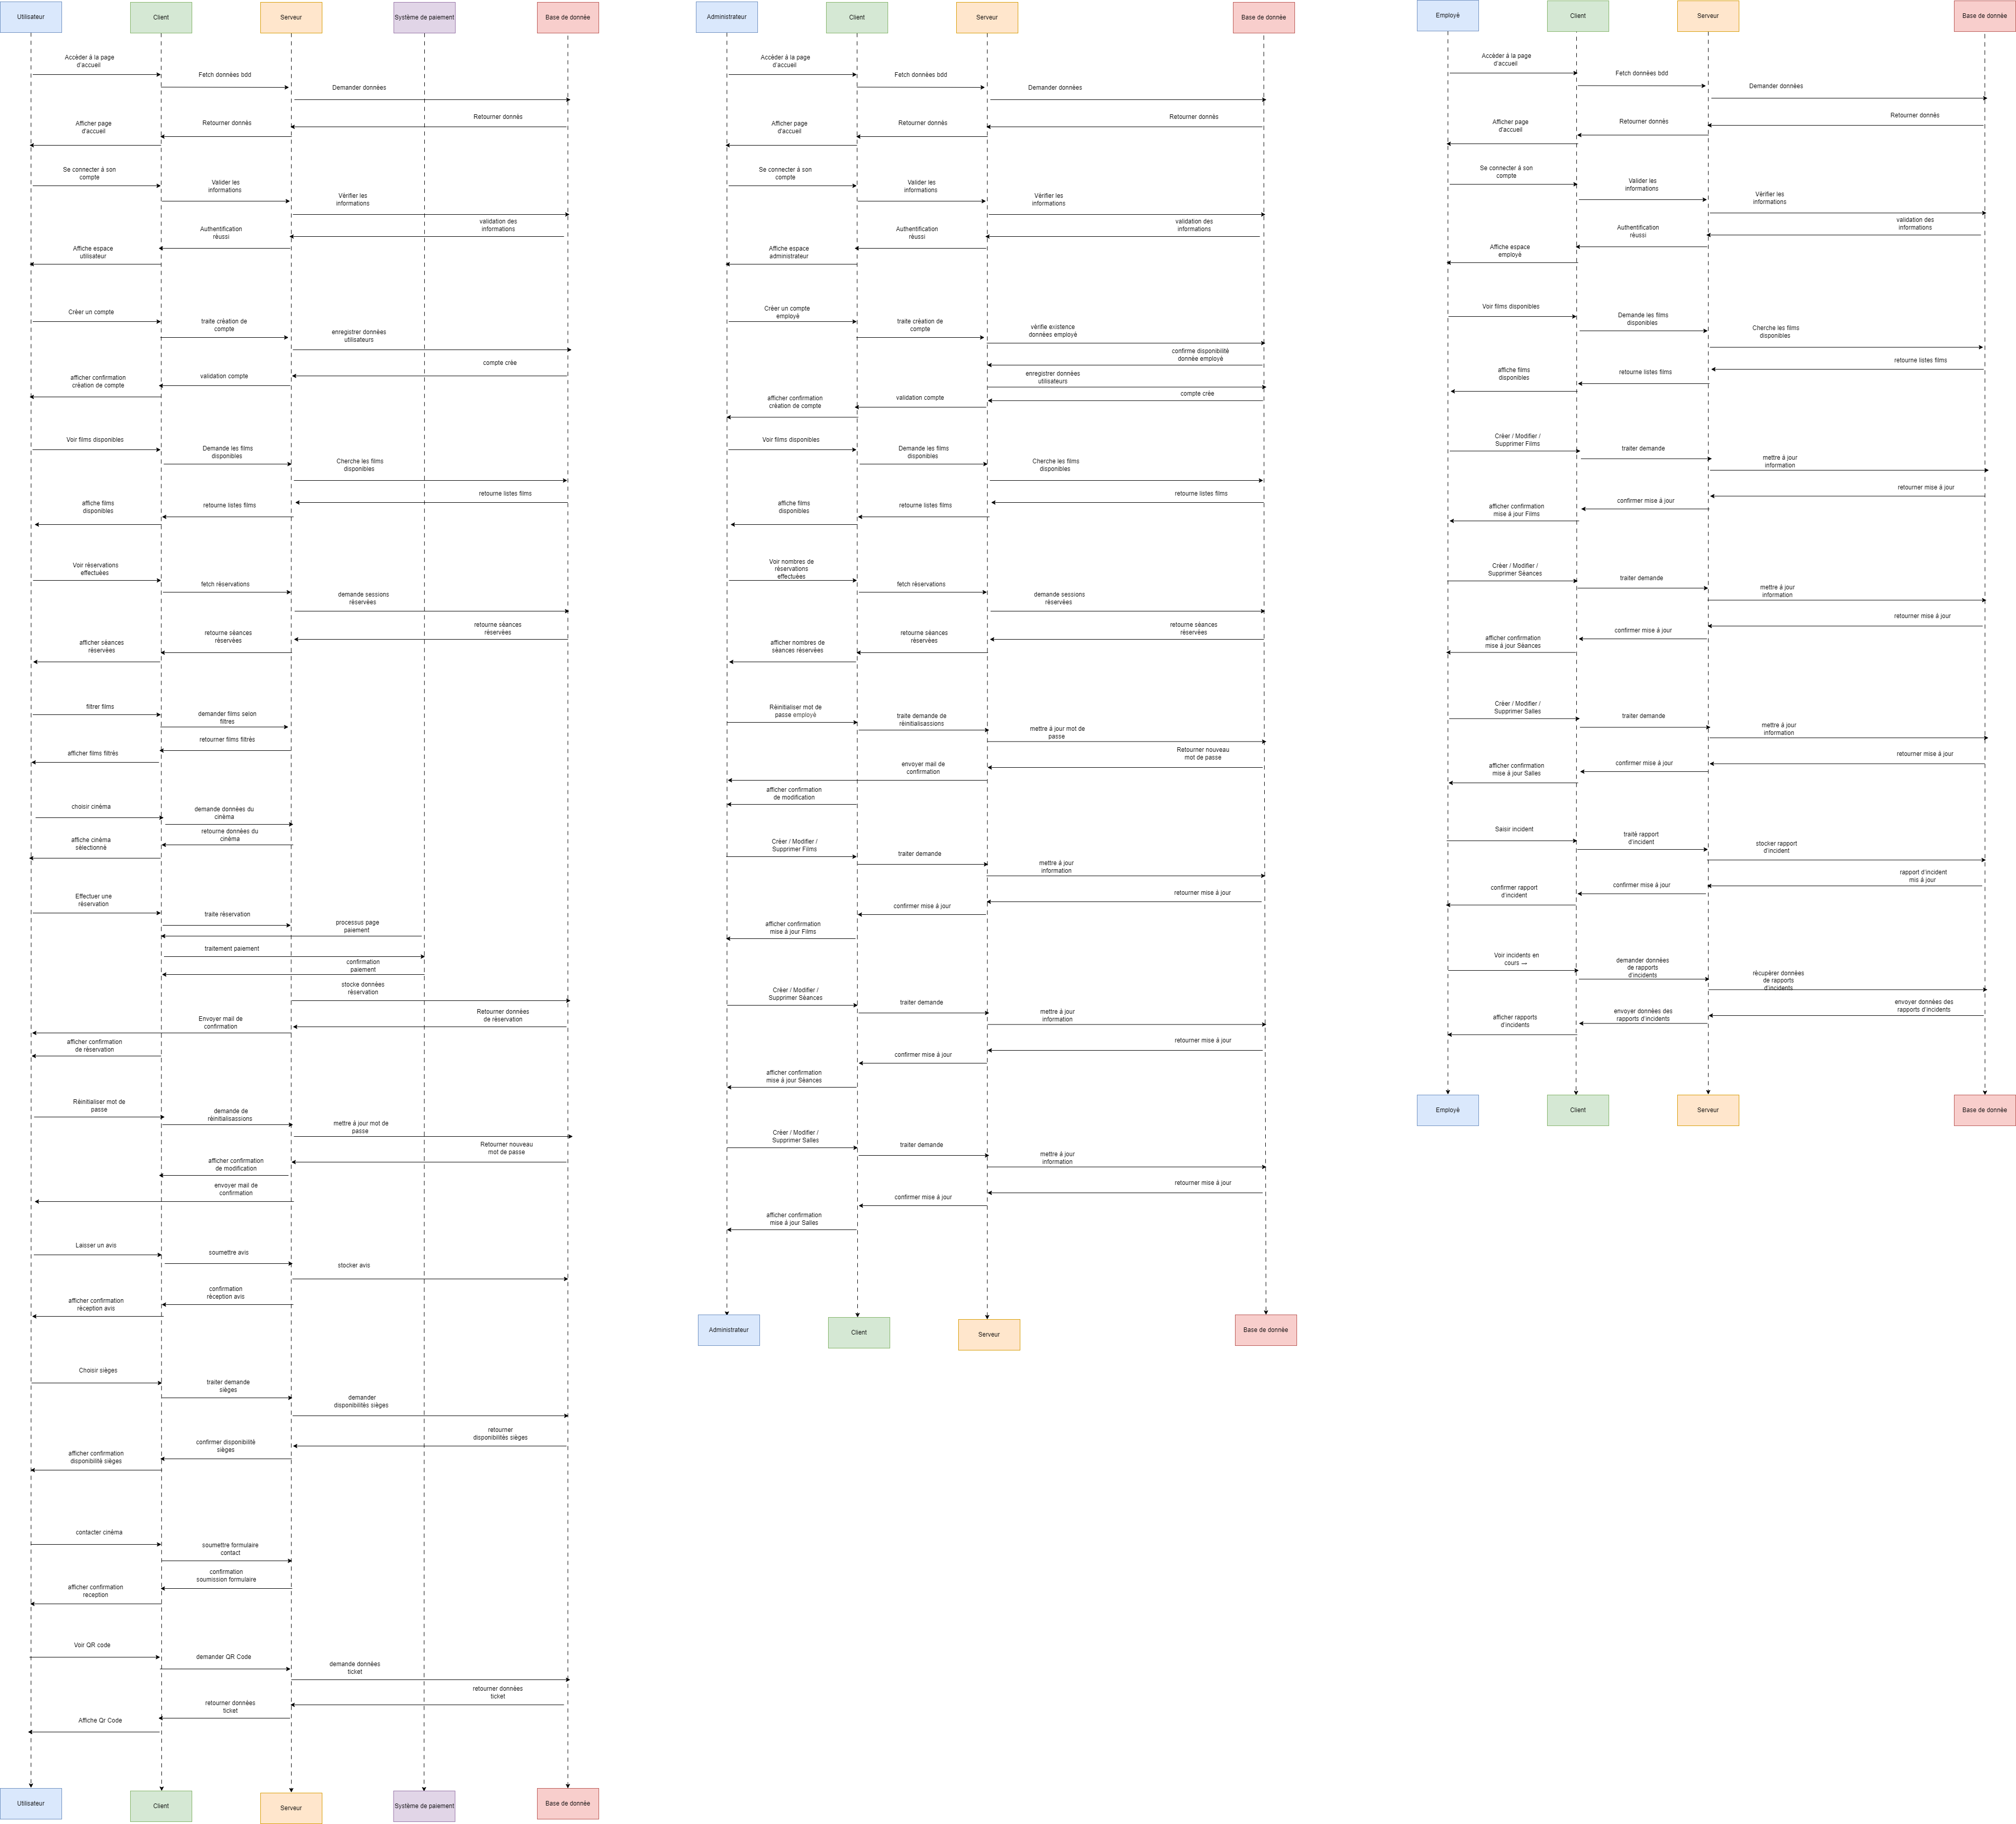 Utilisateur
Client
Serveur
Système de paiement
Base de donnée
Accéder à la page
d'accueil
Fetch données bdd
Demander données
Retourner donnés
Retourner donnés
Afficher page
d'accueil
Se connecter à son
compte
Valider les
informations
Vérifier les
informations
validation des
informations
Authentification
réussi
Affiche espace
utilisateur
Créer un compte
traite création de
compte
enregistrer données
utilisateurs
compte crée
validation compte
afficher confirmation
création de compte
Voir films disponibles
Demande les films
disponibles
Cherche les films
disponibles
retourne listes films
retourne listes films
affiche films
disponibles
Voir réservations
effectuées
fetch réservations
demande sessions
réservées
retourne séances
réservées
retourne séances
réservées
afficher séances
réservées
filtrer films
demander films selon
filtres
retourner films filtrés
afficher films filtrés
choisir cinéma
demande données du
cinéma
retourne données du
cinéma
affiche cinéma
sélectionné
Effectuer une
réservation
traite réservation
processus page
paiement
traitement paiement
confirmation
paiement
stocke données
réservation
Retourner données
de réservation
Envoyer mail de
confirmation
afficher confirmation
de réservation
Réinitialiser mot de
passe
demande de
réinitialisassions
mettre à jour mot de
passe
Retourner nouveau
mot de passe
afficher confirmation
de modification
envoyer mail de
confirmation
Laisser un avis
soumettre avis
stocker avis
confirmation
réception avis
afficher confirmation
réception avis
Choisir sièges
traiter demande
sièges
demander
disponibilités sièges
retourner
disponibilités sièges
confirmer disponibilité
sièges
afficher confirmation
disponibilité sièges
contacter cinéma
soumettre formulaire
contact
confirmation
soumission formulaire
afficher confirmation
reception
Voir QR code
demander QR Code
demande données
ticket
retourner données
ticket
retourner données
ticket
Affiche Qr Code
Utilisateur
Client
Serveur
Système de paiement
Base de donnée
Administrateur
Client
Serveur
Base de donnée
Accéder à la page
d'accueil
Fetch données bdd
Demander données
Retourner donnés
Retourner donnés
Afficher page
d'accueil
Se connecter à son
compte
Valider les
informations
Vérifier les
informations
validation des
informations
Authentification
réussi
Affiche espace
administrateur
Créer un compte
employé
traite création de
compte
vérifie existence
données employé
confirme disponibilité
donnée employé
enregistrer données
utilisateurs
compte crée
validation compte
afficher confirmation
création de compte
Voir films disponibles
Demande les films
disponibles
Cherche les films
disponibles
retourne listes films
retourne listes films
affiche films
disponibles
Voir nombres de
réservations
effectuées
fetch réservations
demande sessions
réservées
retourne séances
réservées
retourne séances
réservées
afficher nombres de
séances réservées
Réinitialiser mot de
passe employé
traite demande de
réinitialisassions
mettre à jour mot de
passe
Retourner nouveau
mot de passe
envoyer mail de
confirmation
afficher confirmation
de modification
Créer / Modifier /
Supprimer Films
traiter demande
mettre à jour
information
retourner mise à jour
confirmer mise à jour
afficher confirmation
mise à jour Films
Créer / Modifier /
Supprimer Séances
traiter demande
mettre à jour
information
retourner mise à jour
confirmer mise à jour
afficher confirmation
mise à jour Séances
Créer / Modifier /
Supprimer Salles
traiter demande
mettre à jour
information
retourner mise à jour
confirmer mise à jour
afficher confirmation
mise à jour Salles
Administrateur
Client
Serveur
Base de donnée
Employé
Client
Serveur
Base de donnée
Accéder à la page
d'accueil
Fetch données bdd
Demander données
Retourner donnés
Retourner donnés
Afficher page
d'accueil
Se connecter à son
compte
Valider les
informations
Vérifier les
informations
validation des
informations
Authentification
réussi
Affiche espace
employé
Voir films disponibles
Demande les films
disponibles
Cherche les films
disponibles
retourne listes films
retourne listes films
affiche films
disponibles
Créer / Modifier /
Supprimer Films
traiter demande
mettre à jour
information
retourner mise à jour
confirmer mise à jour
afficher confirmation
mise à jour Films
Créer / Modifier /
Supprimer Séances
traiter demande
mettre à jour
information
retourner mise à jour
confirmer mise à jour
afficher confirmation
mise à jour Séances
Créer / Modifier /
Supprimer Salles
traiter demande
mettre à jour
information
retourner mise à jour
confirmer mise à jour
afficher confirmation
mise à jour Salles
Saisir incident
traité rapport
d'incident
stocker rapport
d'incident
rapport d'incident
mis à jour
confirmer mise à jour
confirmer rapport
d'incident
Voir incidents en
cours
demander données
de rapports
d'incidents
récupérer données
de rapports
d'incidents
envoyer données des
rapports d'incidents
envoyer données des
rapports d'incidents
afficher rapports
d'incidents
Employé
Client
Serveur
Base de donnée